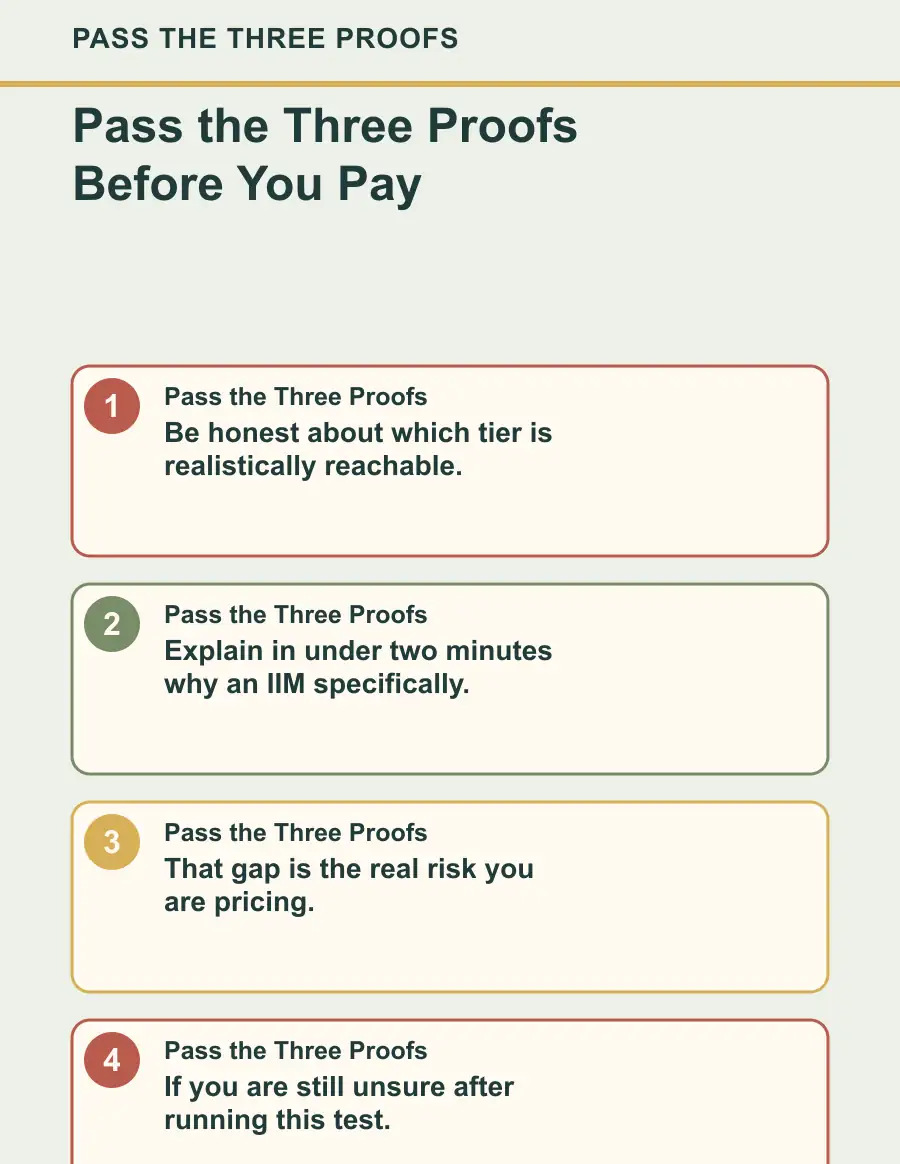 PASS THE THREE PROOFS
Pass the Three Proofs
Before You Pay
1
Pass the Three Proofs
Be honest about which tier is
realistically reachable.
2
Pass the Three Proofs
Explain in under two minutes
why an IIM specifically.
3
Pass the Three Proofs
That gap is the real risk you
are pricing.
4
Pass the Three Proofs
If you are still unsure after
running this test.